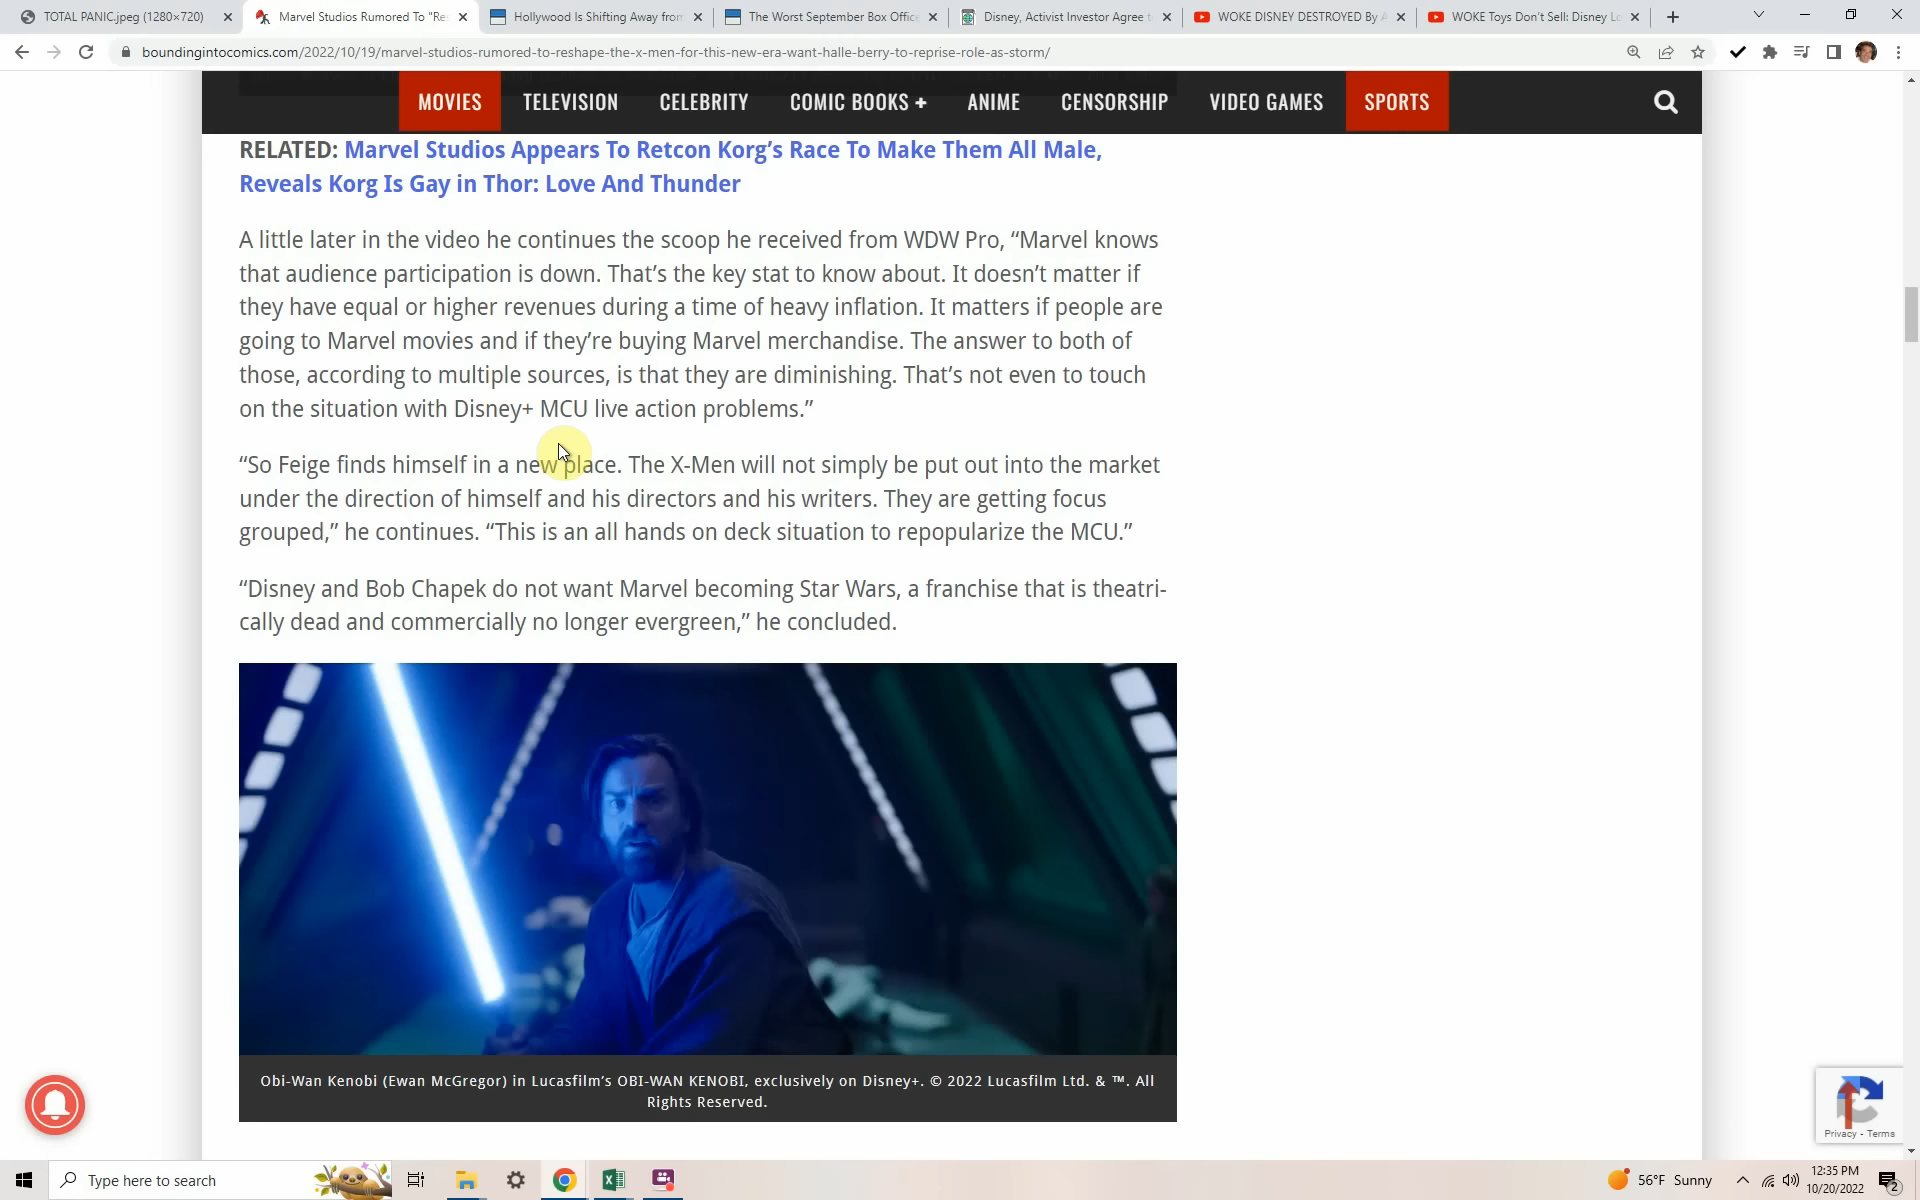 TOTAL PANIC.jpeg (1280×720)
Marvel Studios Rumored To "Re
Hollywood Is Shifting Away from
The Worst September Box Office
Disney, Activist Investor Agree t
WOKE DISNEY DESTROYED By A
WOKE Toys Don't Sell: Disney Lo
boundingintocomics.com/2022/10/19/marvel-studios-rumored-to-reshape-the-x-men-for-this-new-era-want-halle-berry-to-reprise-role-as-storm/
MOVIES TELEVISION CELEBRITY COMIC BOOKS + ANIME CENSORSHIP VIDEO GAMES SPORTS
RELATED: Marvel Studios Appears To Retcon Korg’s Race To Make Them All Male,
Reveals Korg Is Gay in Thor: Love And Thunder
A little later in the video he continues the scoop he received from WDW Pro, “Marvel knows
that audience participation is down. That’s the key stat to know about. It doesn’t matter if
they have equal or higher revenues during a time of heavy inflation. It matters if people are
going to Marvel movies and if they’re buying Marvel merchandise. The answer to both of
those, according to multiple sources, is that they are diminishing. That’s not even to touch
on the situation with Disney+ MCU live action problems.”
“So Feige finds himself in a new place. The X-Men will not simply be put out into the market
under the direction of himself and his directors and his writers. They are getting focus
grouped,” he continues. “This is an all hands on deck situation to repopularize the MCU.”
“Disney and Bob Chapek do not want Marvel becoming Star Wars, a franchise that is theatri-
cally dead and commercially no longer evergreen,” he concluded.
Obi-Wan Kenobi (Ewan McGregor) in Lucasfilm’s OBI-WAN KENOBI, exclusively on Disney+. © 2022 Lucasfilm Ltd. & ™. All
Rights Reserved.
Privacy - Terms
Type here to search
56°F Sunny
12:35 PM
10/20/2022
2